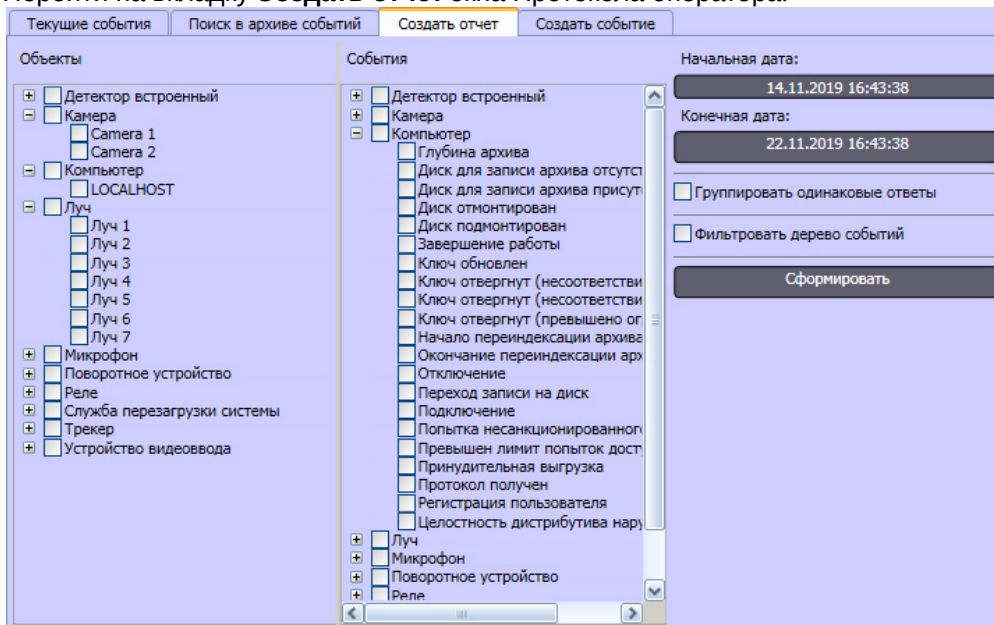 Перейти на вкладку Создать отчет окна Протокола оператора.
Текущие события
Поиск в архиве событий
Создать отчет
Создать событие
Объекты
Детектор встроенный
Камера
Camera 1
Camera 2
Компьютер
LOCALHOST
Луч
Луч 1
Луч 2
Луч 3
Луч 4
Луч 5
Луч 6
Луч 7
Микрофон
Поворотное устройство
Реле
Служба перезагрузки системы
Трекер
Устройство видеоввода
События
Детектор встроенный
Камера
Компьютер
Глубина архива
Диск для записи архива отсутст
Диск для записи архива присут
Диск отмонтирован
Диск подмонтирован
Завершение работы
Ключ обновлен
Ключ отвергнут (несоответстви
Ключ отвергнут (несоответстви
Ключ отвергнут (превышено ог
Начало переиндексации архива
Окончание переиндексации арх
Отключение
Переход записи на диск
Подключение
Попытка несанкционированного
Превышен лимит попыток дост
Принудительная выгрузка
Протокол получен
Регистрация пользователя
Целостность дистрибутива нару
Луч
Микрофон
Поворотное устройство
Реле
Начальная дата:
14.11.2019 16:43:38
Конечная дата:
22.11.2019 16:43:38
Группировать одинаковые ответы
Фильтровать дерево событий
Сформировать